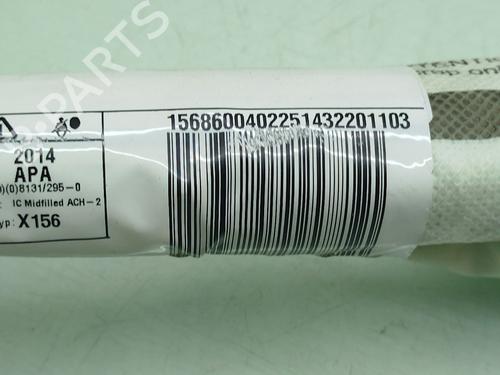 1568600402251432201103
2014
APA
)(0)8131/295-0
IC Midfilled ACH-2
yp: X156